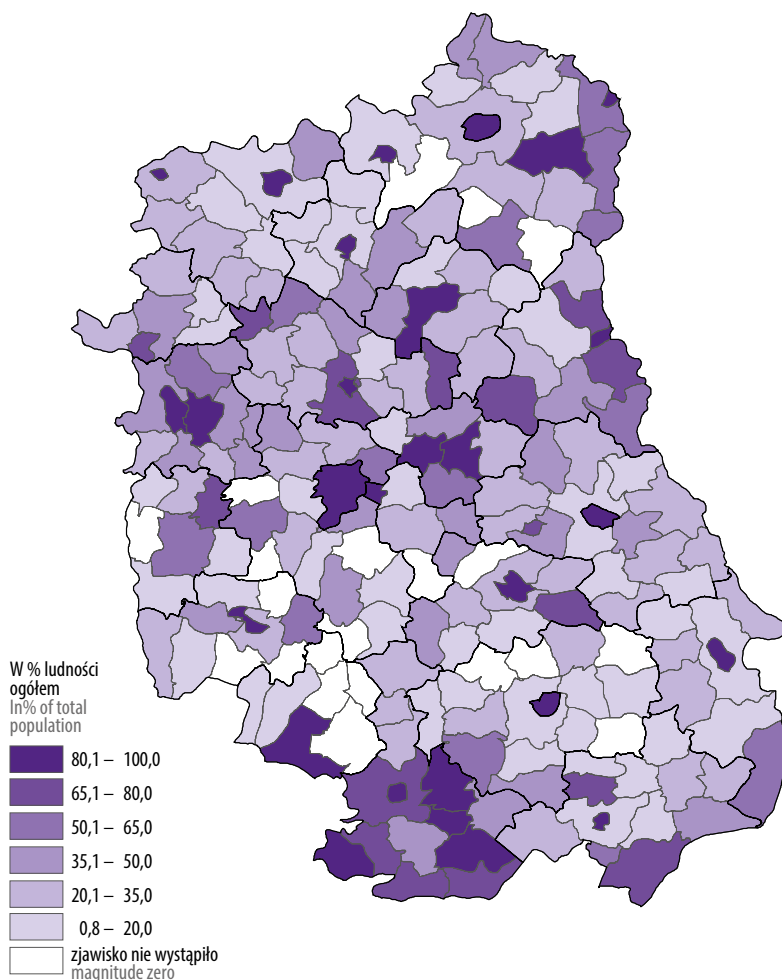 W % ludności
ogółem
In% of total
population
80,1 – 100,0
65,1 – 80,0
50,1 – 65,0
35,1 – 50,0
20,1 – 35,0
0,8 – 20,0
zjawisko nie wystąpiło
magnitude zero